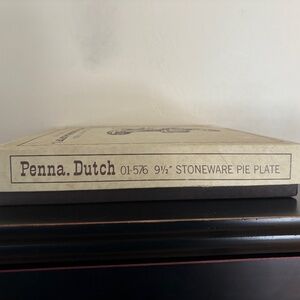 Penna. Dutch 01-576 9½" STONEWARE PIE PLATE